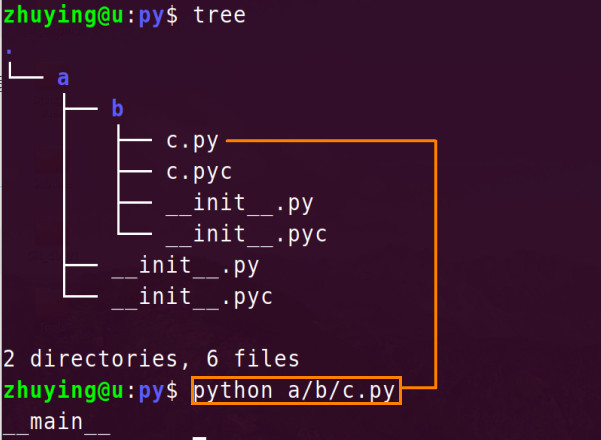 zhuying@u:py$ tree
.
└── a
    ├── b
    │   ├── c.py
    │   ├── c.pyc
    │   ├── __init__.py
    │   └── __init__.pyc
    ├── __init__.py
    └── __init__.pyc
2 directories, 6 files
zhuying@u:py$ python a/b/c.py
__main__